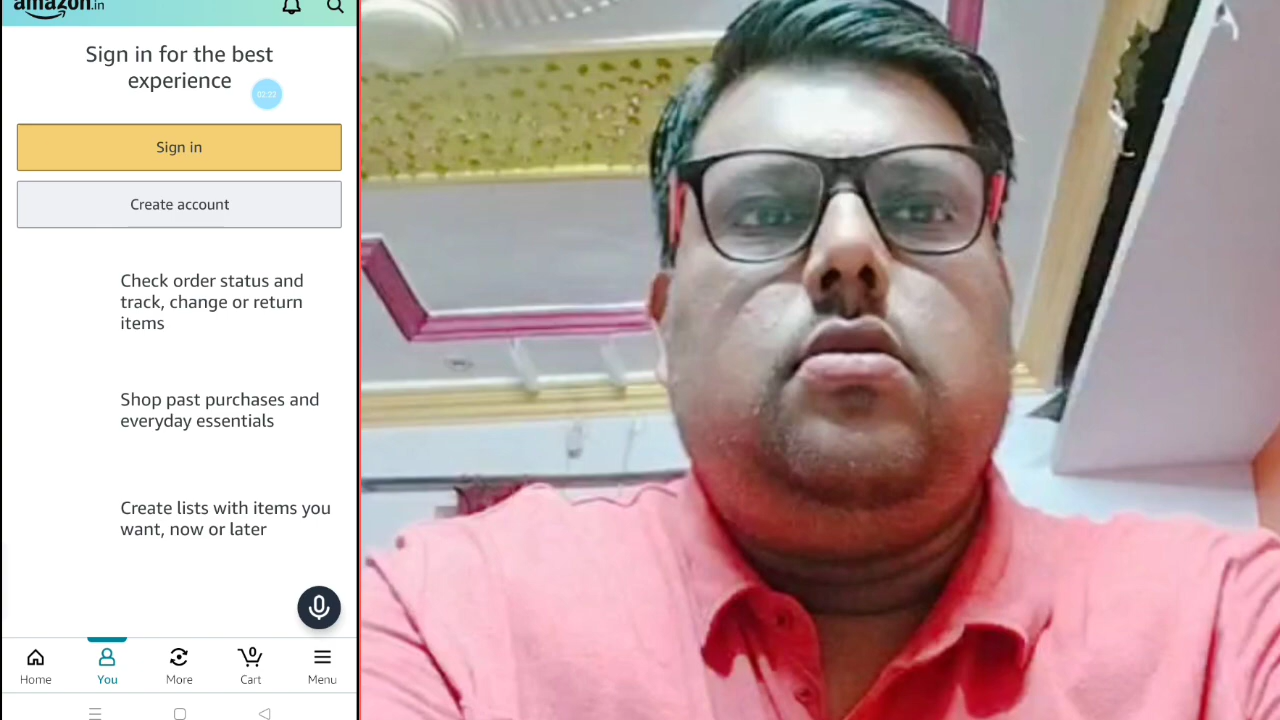 amazon.in
Sign in for the best
experience
02:22
Sign in
Create account
Check order status and
track, change or return
items
Shop past purchases and
everyday essentials
Create lists with items you
want, now or later
0
Home You More Cart Menu